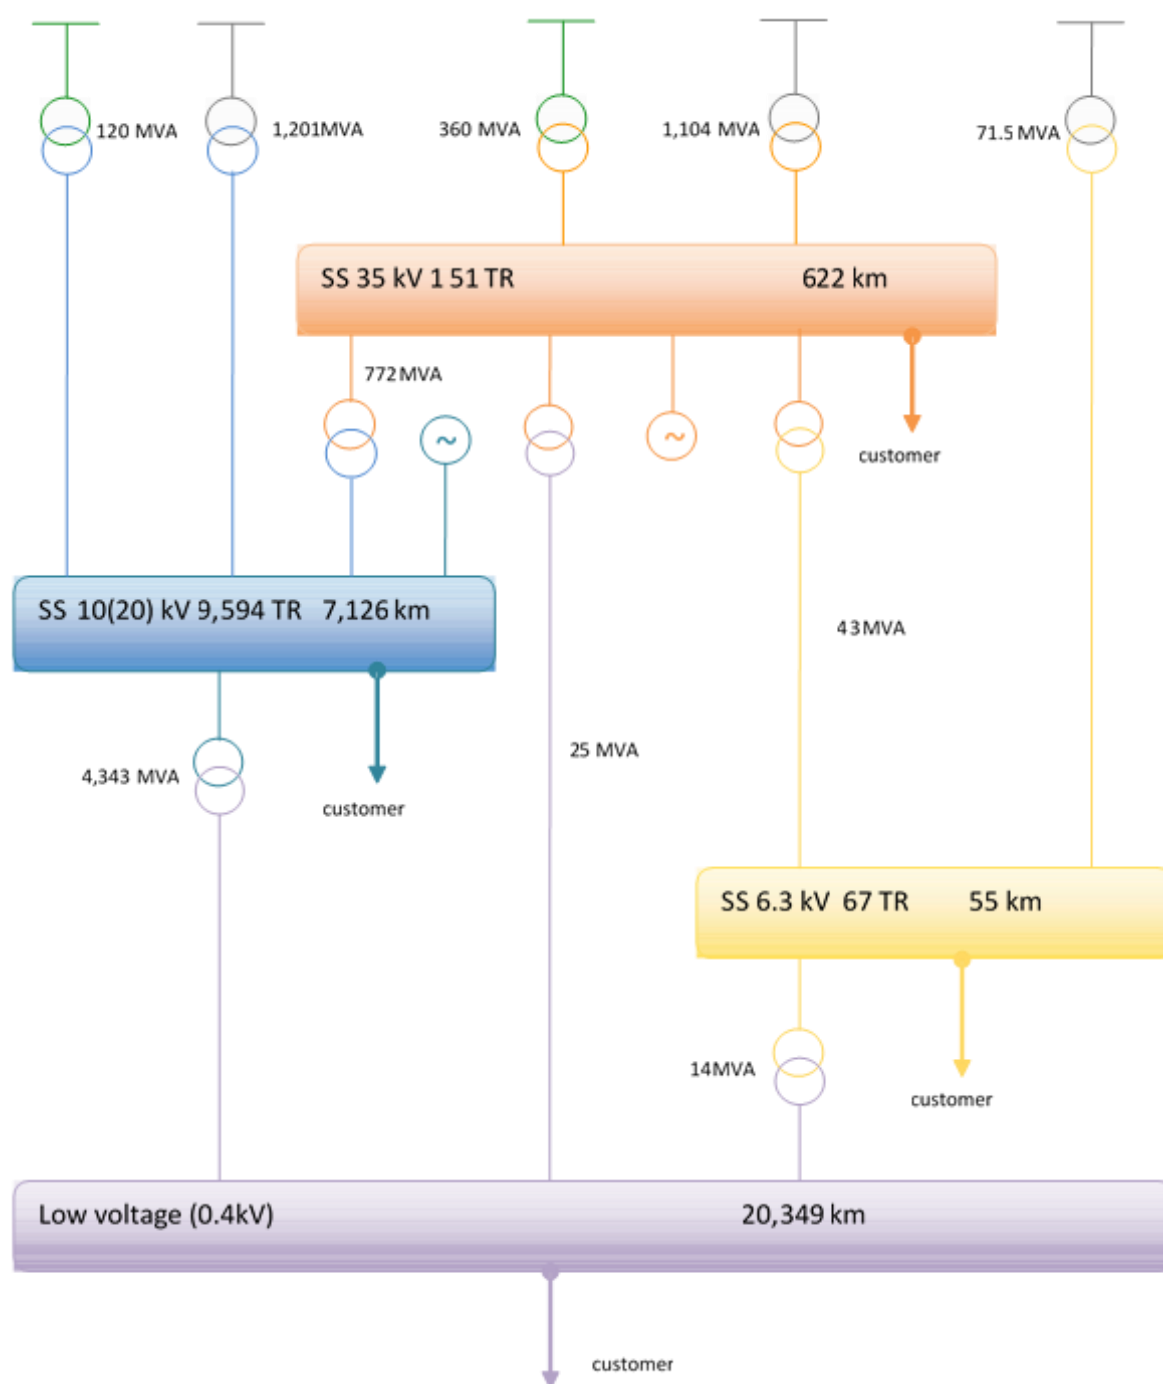 120 MVA
1,201MVA
360 MVA
1,104 MVA
71.5 MVA
SS 35 kV 1 51 TR 622 km
772 MVA
~
~
customer
SS 10(20) kV 9,594 TR 7,126 km
43MVA
25 MVA
4,343 MVA
customer
SS 6.3 kV 67 TR 55 km
14MVA
customer
Low voltage (0.4kV) 20,349 km
customer